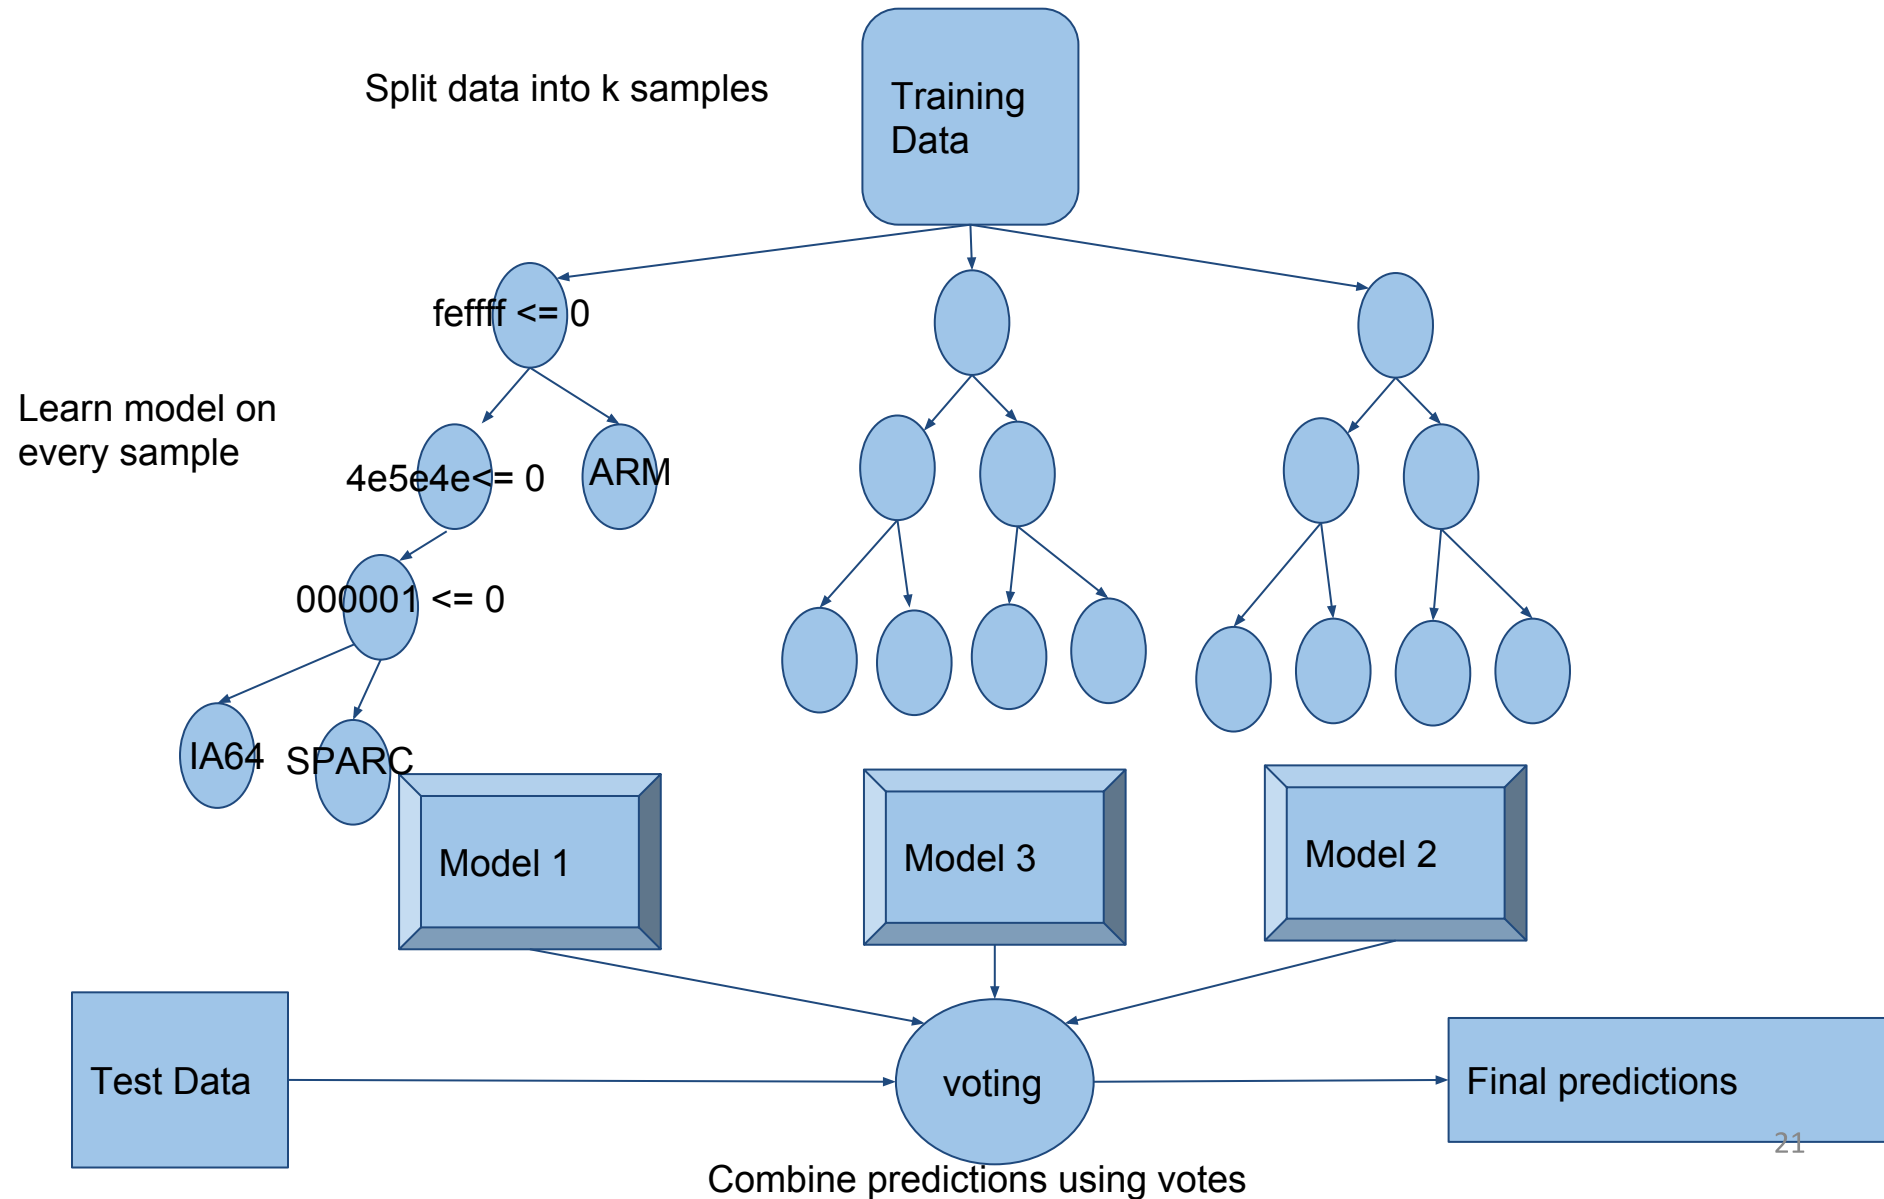 Split data into k samples
Training
Data
feffff <= 0
Learn model on
every sample
4e5e4e<= 0
ARM
000001 <= 0
IA64
SPARC
Model 1
Model 3
Model 2
Test Data
voting
Final predictions
21
Combine predictions using votes